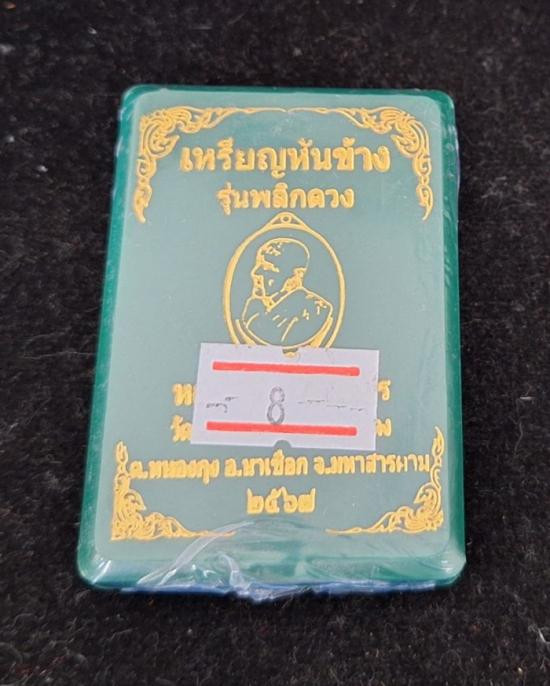 เหรียญหันข้าง
รุ่นพลิกดวง
8
วัด
ต.หนองกุง อ.นาเชือก จ.มหาสารคาม
๒๕๖๗